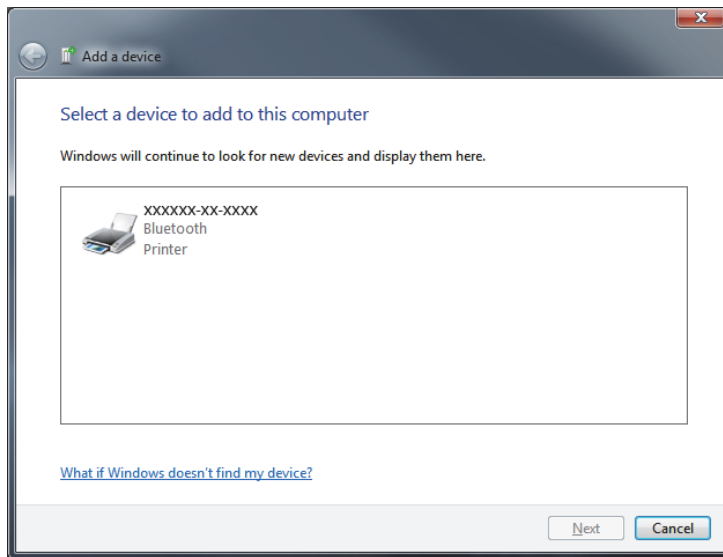 Add a device
Select a device to add to this computer
Windows will continue to look for new devices and display them here.
XXXXXX-XX-XXXX
Bluetooth
Printer
What if Windows doesn't find my device?
Next
Cancel